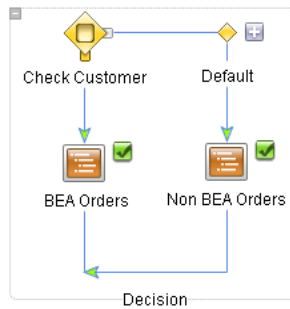 Check Customer
Default
BEA Orders
Non BEA Orders
Decision